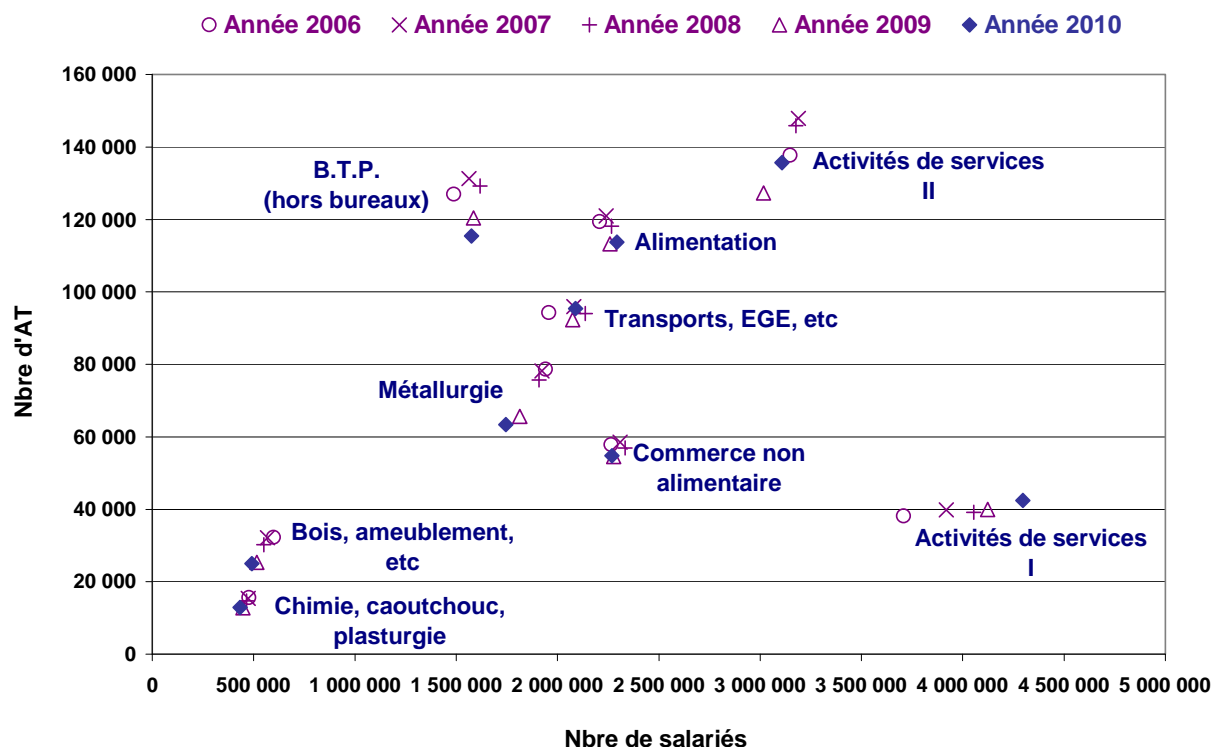 Année 2006 Année 2007 Année 2008 Année 2009 Année 2010
160 000
140 000
120 000
100 000
80 000
60 000
40 000
20 000
0
Nbre d'AT
B.T.P.
(hors bureaux)
Activités de services
II
Alimentation
Transports, EGE, etc
Métallurgie
Commerce non
alimentaire
Bois, ameublement,
etc
Activités de services
I
Chimie, caoutchouc,
plasturgie
0 500 000 1 000 000 1 500 000 2 000 000 2 500 000 3 000 000 3 500 000 4 000 000 4 500 000 5 000 000
Nbre de salariés